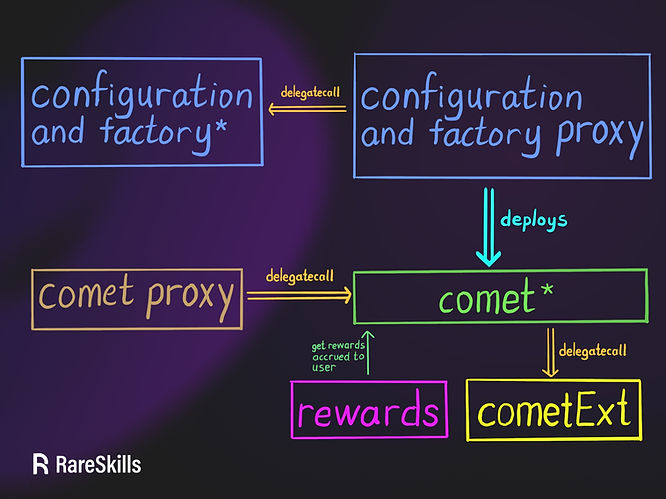 configuration
and factory*
delegatecall
configuration
and factory proxy
deploys
comet proxy
delegatecall
comet*
get rewards
accrued to
user
delegatecall
rewards
cometExt
RareSkills